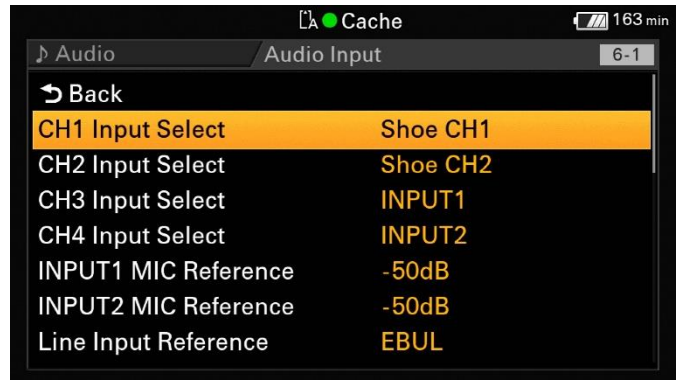 A Cache 163 min
Audio Audio Input 6-1
Back
CH1 Input Select Shoe CH1
CH2 Input Select Shoe CH2
CH3 Input Select INPUT1
CH4 Input Select INPUT2
INPUT1 MIC Reference -50dB
INPUT2 MIC Reference -50dB
Line Input Reference EBUL